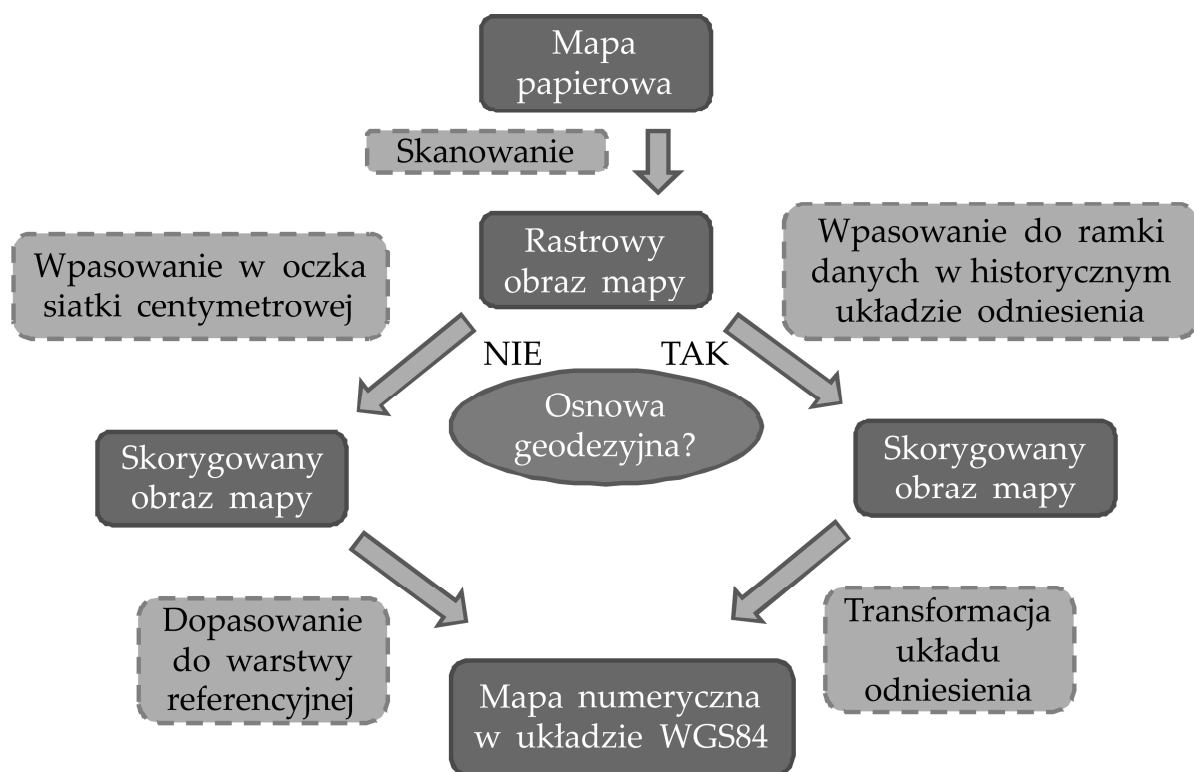 Mapa
papierowa
Skanowanie
Rastrowy
obraz mapy
Wpasowanie w oczka
siatki centymetrowej
Wpasowanie do ramki
danych w historycznym
układzie odniesienia
NIE
TAK
Osnowa
geodezyjna?
Skorygowany
obraz mapy
Skorygowany
obraz mapy
Dopasowanie
do warstwy
referencyjnej
Transformacja
układu
odniesienia
Mapa numeryczna
w układzie WGS84